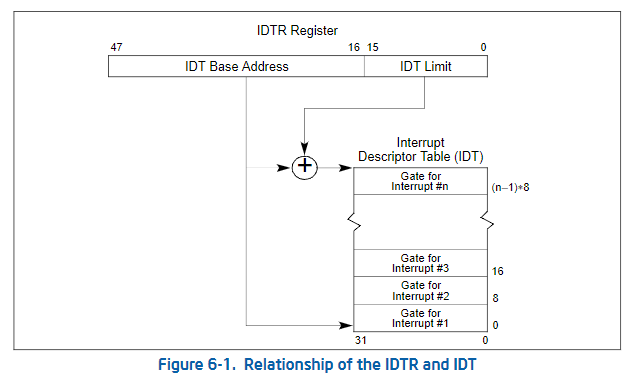 IDTR Register
47 16 15 0
IDT Base Address IDT Limit
+
Interrupt
Descriptor Table (IDT)
Gate for
Interrupt #n
(n−1)∗8
Gate for
Interrupt #3
16
Gate for
Interrupt #2
8
Gate for
Interrupt #1
0
31 0
Figure 6-1. Relationship of the IDTR and IDT